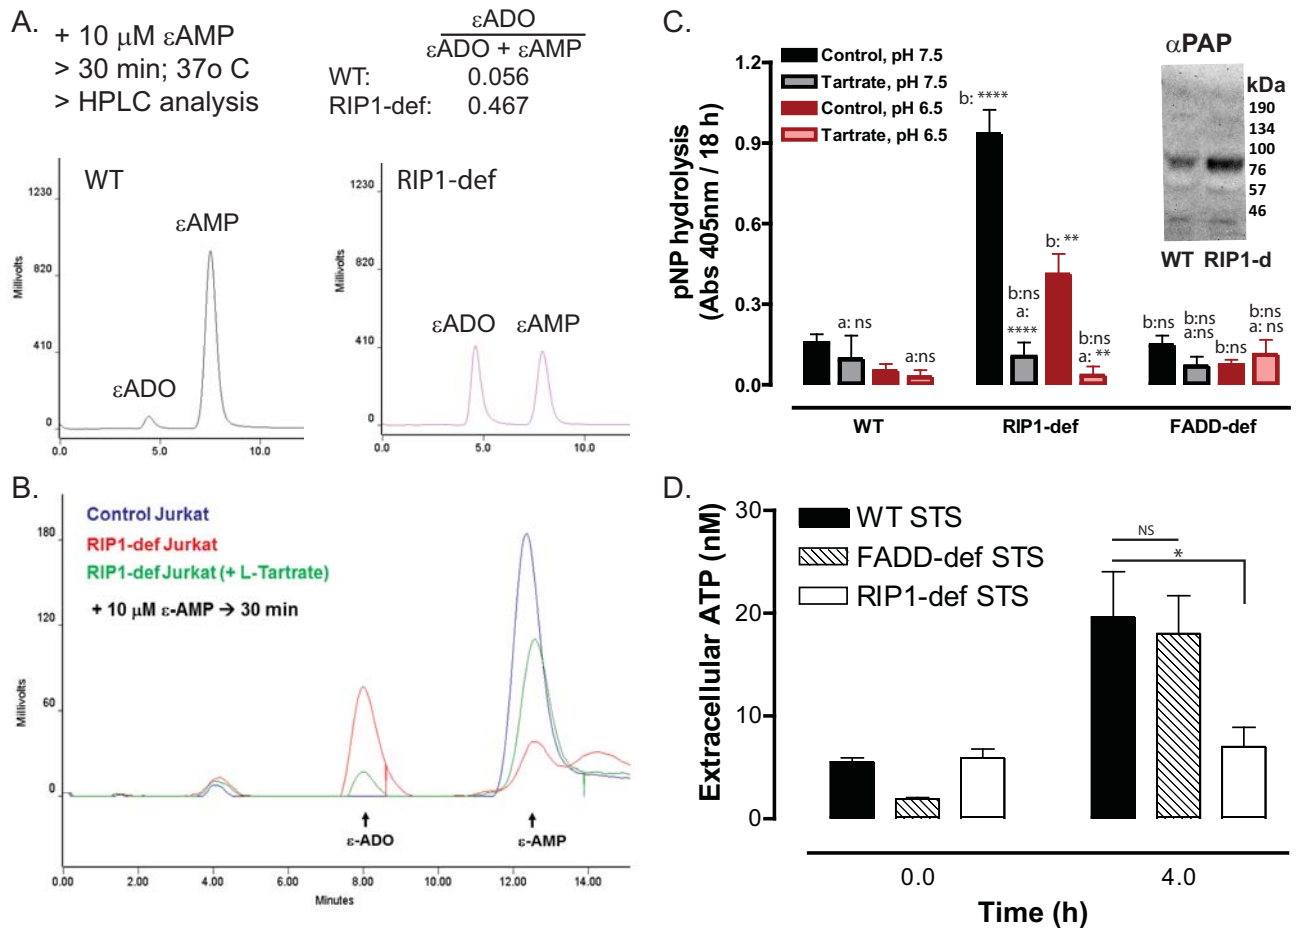 A.
+ 10 μM εAMP
> 30 min; 37o C
> HPLC analysis
εADO
εADO + εAMP
WT: 0.056
RIP1-def: 0.467
WT
εAMP
εADO
Millivolts
1230
820
410
0
0.0 5.0 10.0
RIP1-def
εADO
εAMP
Millivolts
1230
820
410
0
0.0 5.0 10.0
B.
Control Jurkat
RIP1-def Jurkat
RIP1-def Jurkat (+ L-Tartrate)
+ 10 μM ε-AMP → 30 min
Millivolts
180
120
60
0
ε-ADO
ε-AMP
0.00 2.00 4.00 6.00 8.00 10.00 12.00 14.00
Minutes
C.
Control, pH 7.5
Tartrate, pH 7.5
Control, pH 6.5
Tartrate, pH 6.5
pNP hydrolysis
(Abs 405nm / 18 h)
1.2
0.9
0.6
0.3
0.0
a: ns
a:ns
b: ****
b:ns
a:
****
b: **
b:ns
a: **
b:ns
b:ns
a:ns
b:ns
b:ns
a: ns
WT RIP1-def FADD-def
αPAP
kDa
190
134
100
76
57
46
WT RIP1-d
D.
WT STS
FADD-def STS
RIP1-def STS
NS
*
Extracellular ATP (nM)
30
20
10
0
0.0 4.0
Time (h)